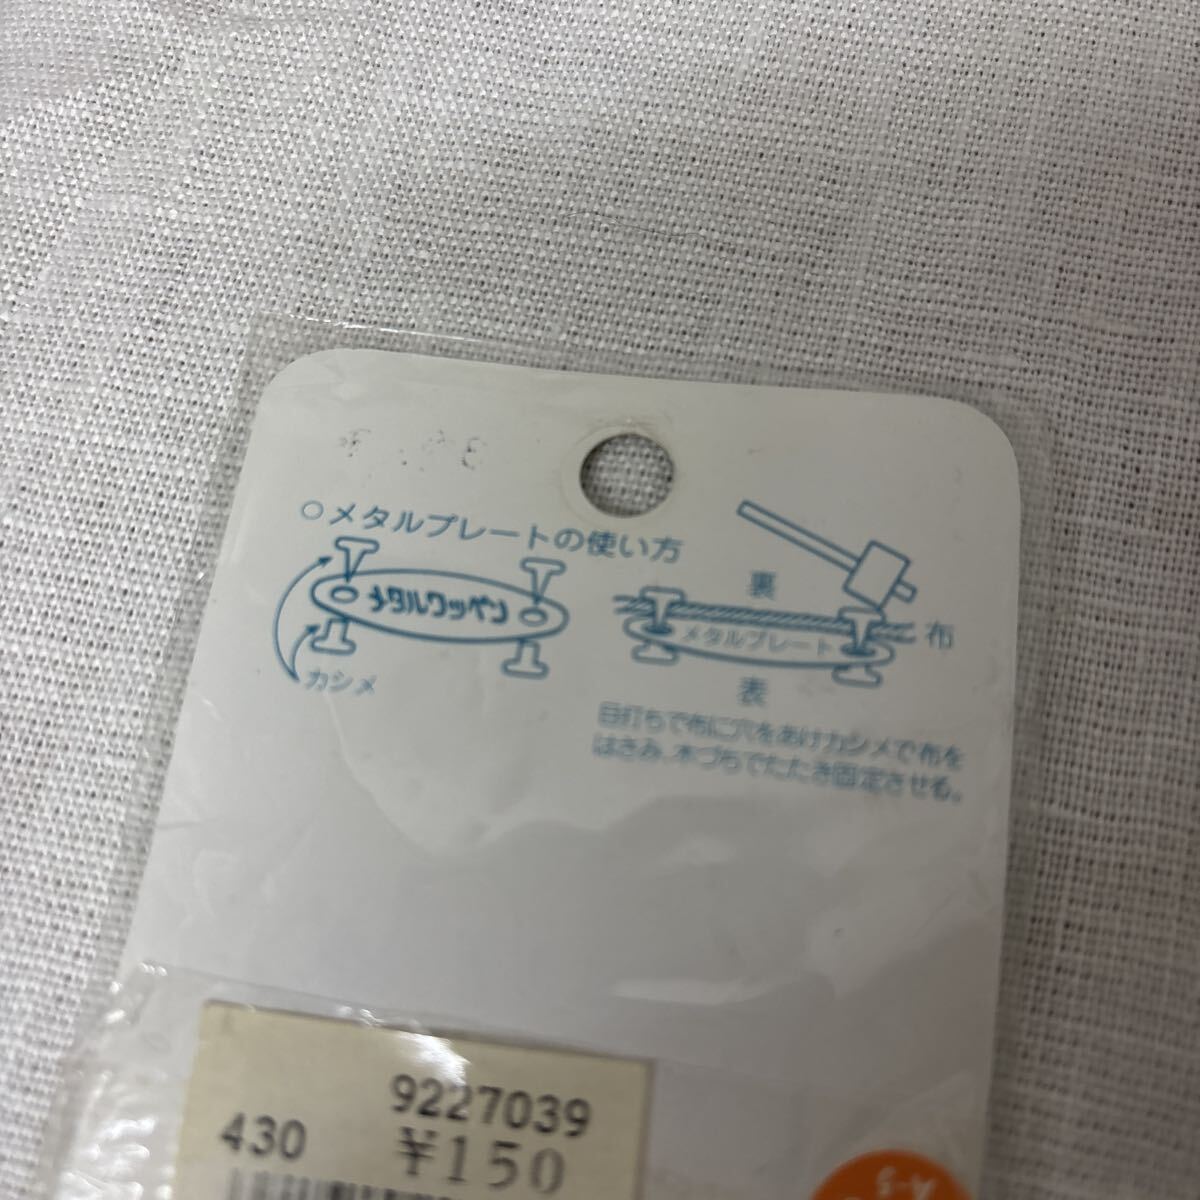 ○メタルプレートの使い方
メタルワッペン
カシメ
裏
布
メタルプレート
表
目打ちで布に穴をあけカシメで布を
はさみ、木づちでたたき固定させる。
9227039
430 ¥150
A-5